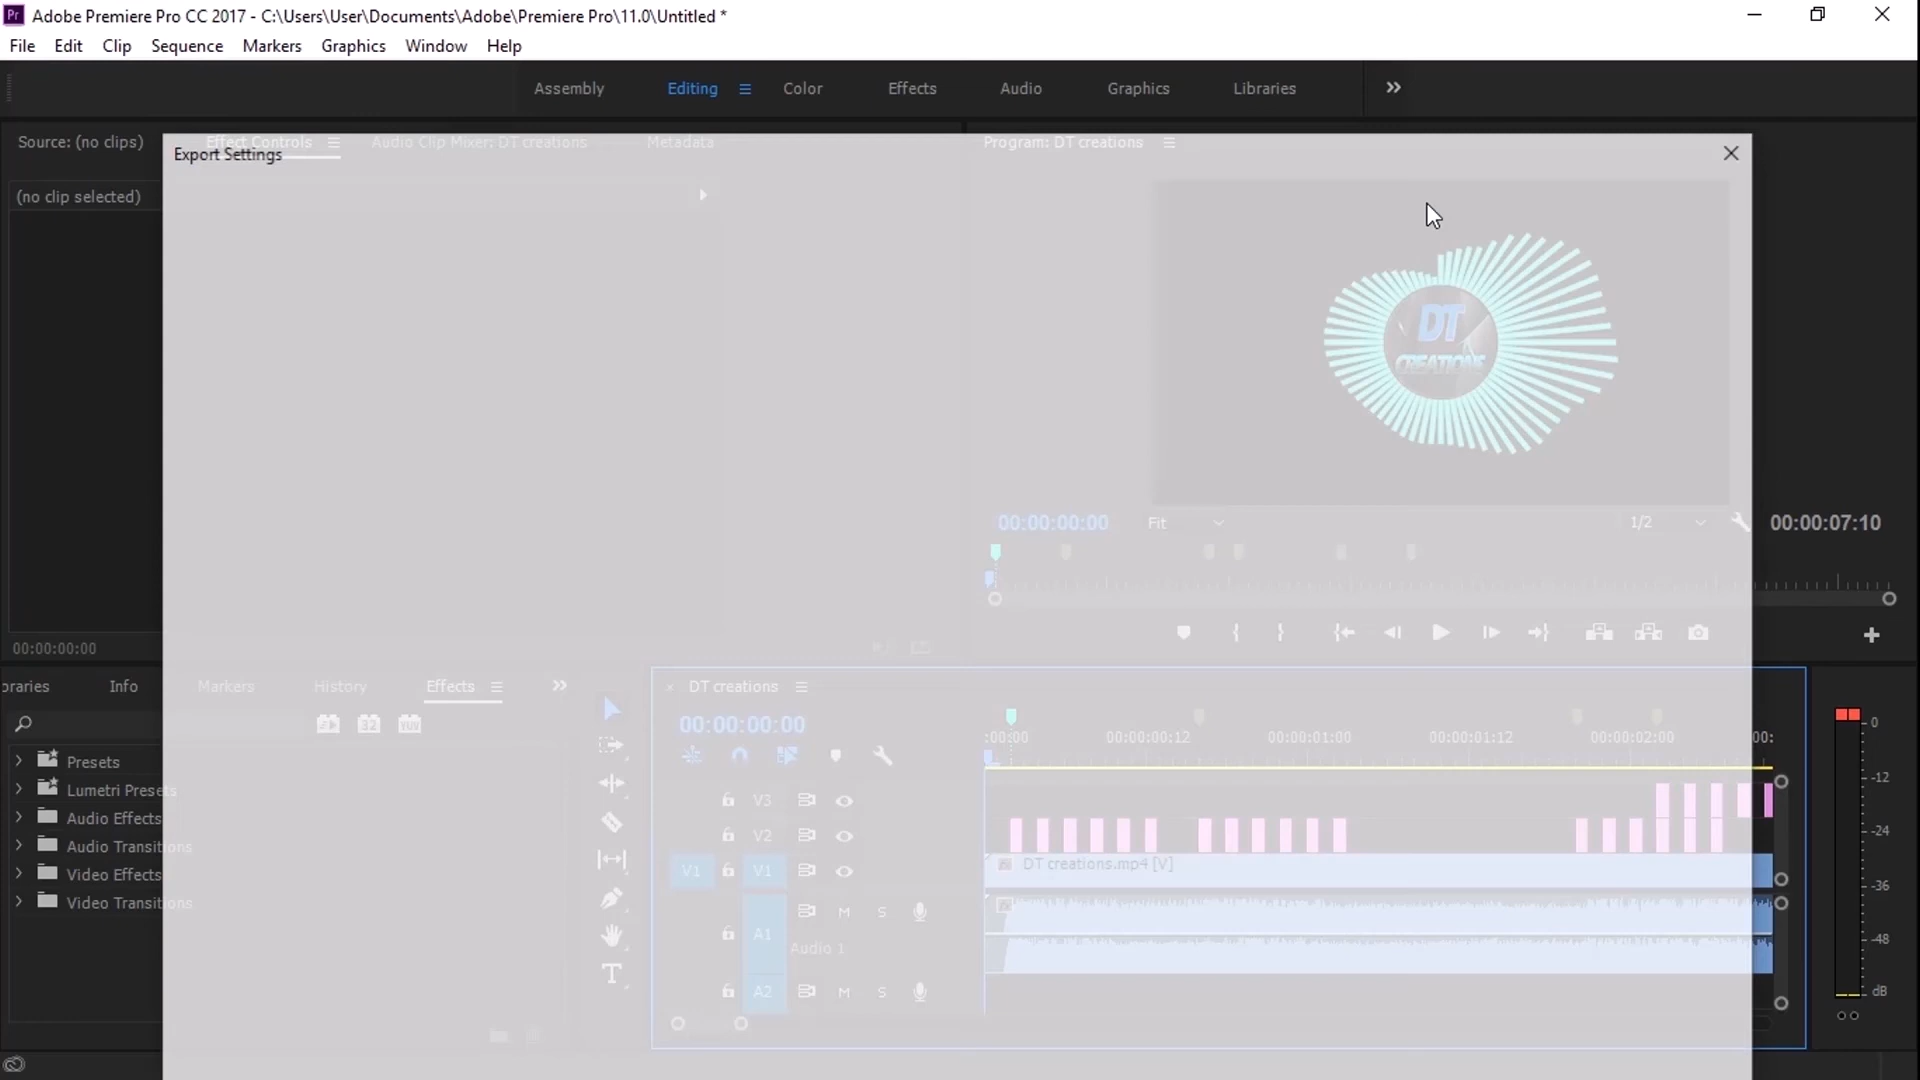 Adobe Premiere Pro CC 2017 - C:\Users\User\Documents\Adobe\Premiere Pro\11.0\Untitled *
File Edit Clip Sequence Markers Graphics Window Help
Assembly Editing Color Effects Audio Graphics Libraries
Source: (no clips) Effect Controls Audio Clip Mixer: DT creations Metadata Program: DT creations
Export Settings
(no clip selected)
DT
CREATIONS
00:00:00:00 Fit 1/2 00:00:07:10
00:00:00:00
oraries Info Markers History Effects DT creations
00:00:00:00
:00:00 00:00:00:12 00:00:01:00 00:00:01:12 00:00:02:00 00:
Presets
Lumetri Presets
Audio Effects
Audio Transitions
Video Effects
Video Transitions
V3
V2
V1 V1 DT creations.mp4 [V]
M S
A1
Audio 1
A2 M S
0
-12
-24
-36
-48
dB